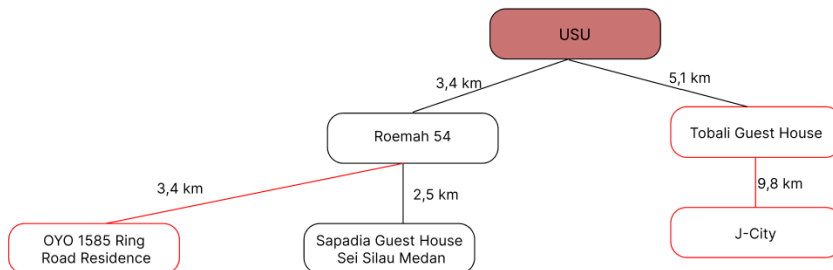 USU
3,4 km
5,1 km
Roemah 54
Tobali Guest House
3,4 km
2,5 km
9,8 km
OYO 1585 Ring
Road Residence
Sapadia Guest House
Sei Silau Medan
J-City